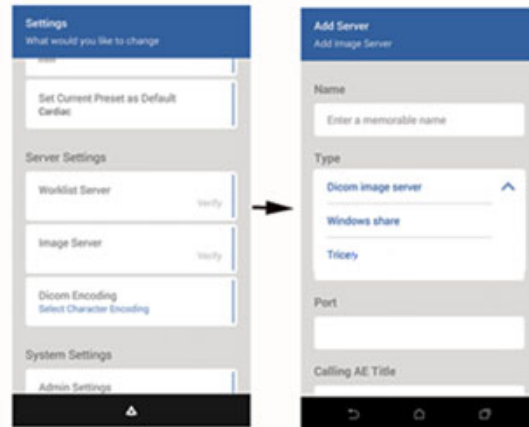 Settings
What would you like to change
Set Current Preset as Default
Cardiac
Server Settings
Worklist Server
Verify
Image Server
Verify
Dicom Encoding
Select Character Encoding
System Settings
Admin Settings
Add Server
Add Image Server
Name
Enter a memorable name
Type
Dicom image server
Windows share
Tricefy
Port
Calling AE Title